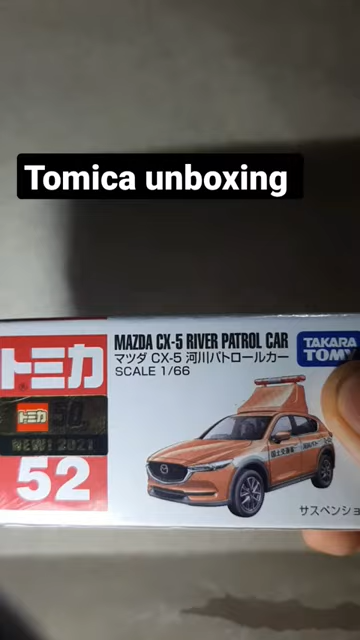 Tomica unboxing
MAZDA CX-5 RIVER PATROL CAR
マツダ CX-5 河川パトロールカー
SCALE 1/66
TAKARA
TOMY
トミカ
トミカ 50
NEW! 2021
52
国土交通省
サスペンショ